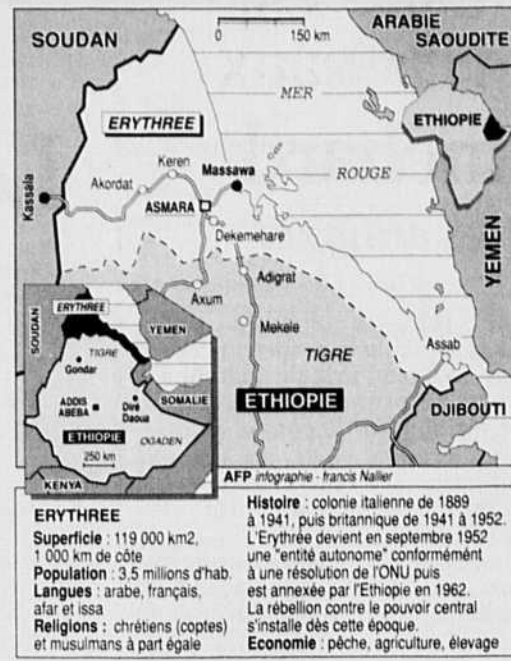 SOUDAN
0 150 km
ARABIE
SAOUDITE
MER
ERYTHREE
ETHIOPIE
Keren
Massawa
ROUGE
Akordat
Kassala
ASMARA
Dekemehare
YEMEN
Adigrat
Axum
Mekele
Assab
TIGRE
ETHIOPIE
DJIBOUTI
ERYTHREE
SOUDAN
YEMEN
TIGRE
Gondar
ADDIS
ABEBA
Diré
Daoua
SOMALIE
ETHIOPIE
OGADEN
250 km
KENYA
AFP infographie - francis Nallier
ERYTHREE
Superficie : 119 000 km2,
1 000 km de côte
Population : 3,5 millions d'hab.
Langues : arabe, français,
afar et issa
Religions : chrétiens (coptes)
et musulmans à part égale
Histoire : colonie italienne de 1889
à 1941, puis britannique de 1941 à 1952.
L'Erythrée devient en septembre 1952
une "entité autonome" conformément
à une résolution de l'ONU puis
est annexée par l'Ethiopie en 1962.
La rébellion contre le pouvoir central
s'installe dès cette époque.
Economie : pêche, agriculture, élevage